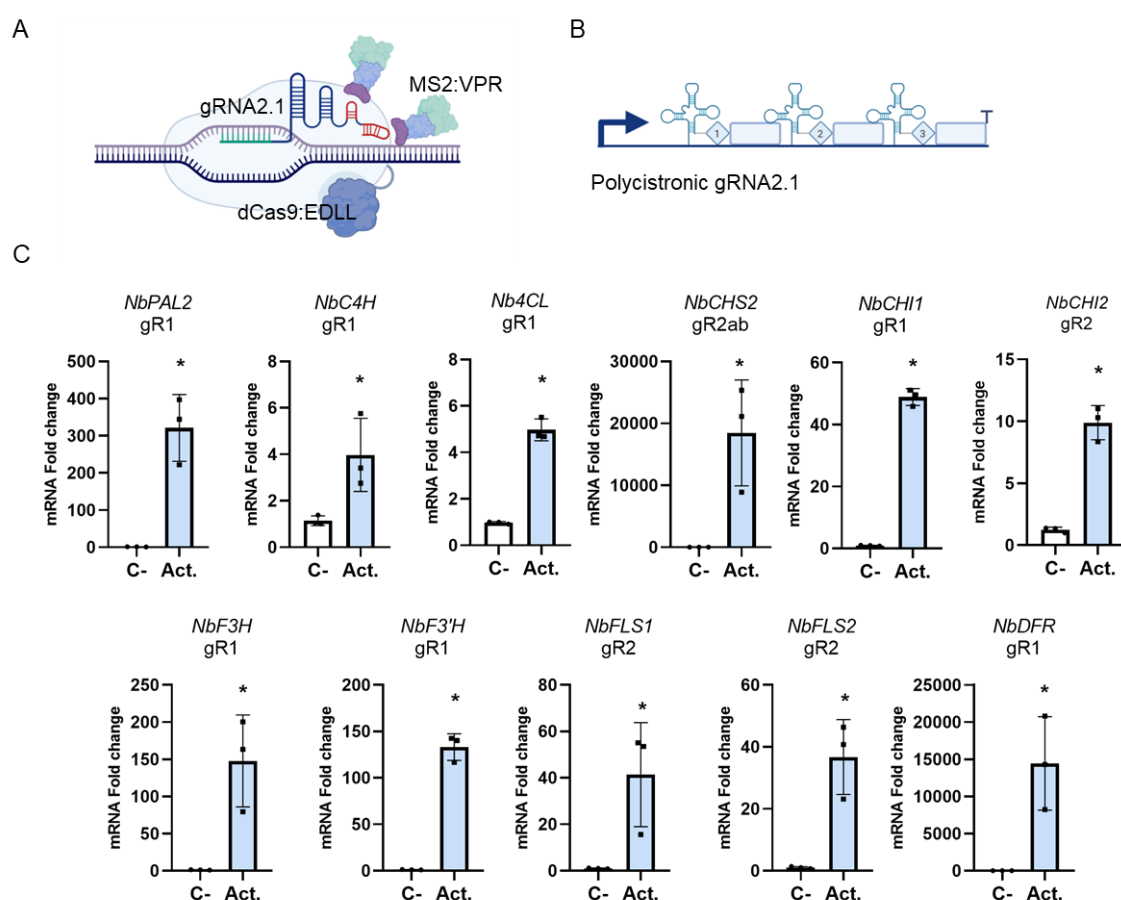 A
B
MS2:VPR
gRNA2.1
dCas9:EDLL
1
2
3
Polycistronic gRNA2.1
C
NbPAL2
gR1
mRNA Fold change
500
400
300
200
100
0
C-
Act.
*
NbC4H
gR1
mRNA Fold change
8
6
4
2
0
C-
Act.
*
Nb4CL
gR1
mRNA Fold change
8
6
4
2
0
C-
Act.
*
NbCHS2
gR2ab
mRNA Fold change
30000
20000
10000
0
C-
Act.
*
NbCHI1
gR1
mRNA Fold change
60
40
20
0
C-
Act.
*
NbCHI2
gR2
mRNA Fold change
15
10
5
0
C-
Act.
*
NbF3H
gR1
mRNA Fold change
250
200
150
100
50
0
C-
Act.
*
NbF3'H
gR1
mRNA Fold change
200
150
100
50
0
C-
Act.
*
NbFLS1
gR2
mRNA Fold change
80
60
40
20
0
C-
Act.
*
NbFLS2
gR2
mRNA Fold change
60
40
20
0
C-
Act.
*
NbDFR
gR1
mRNA Fold change
25000
20000
15000
10000
5000
0
C-
Act.
*